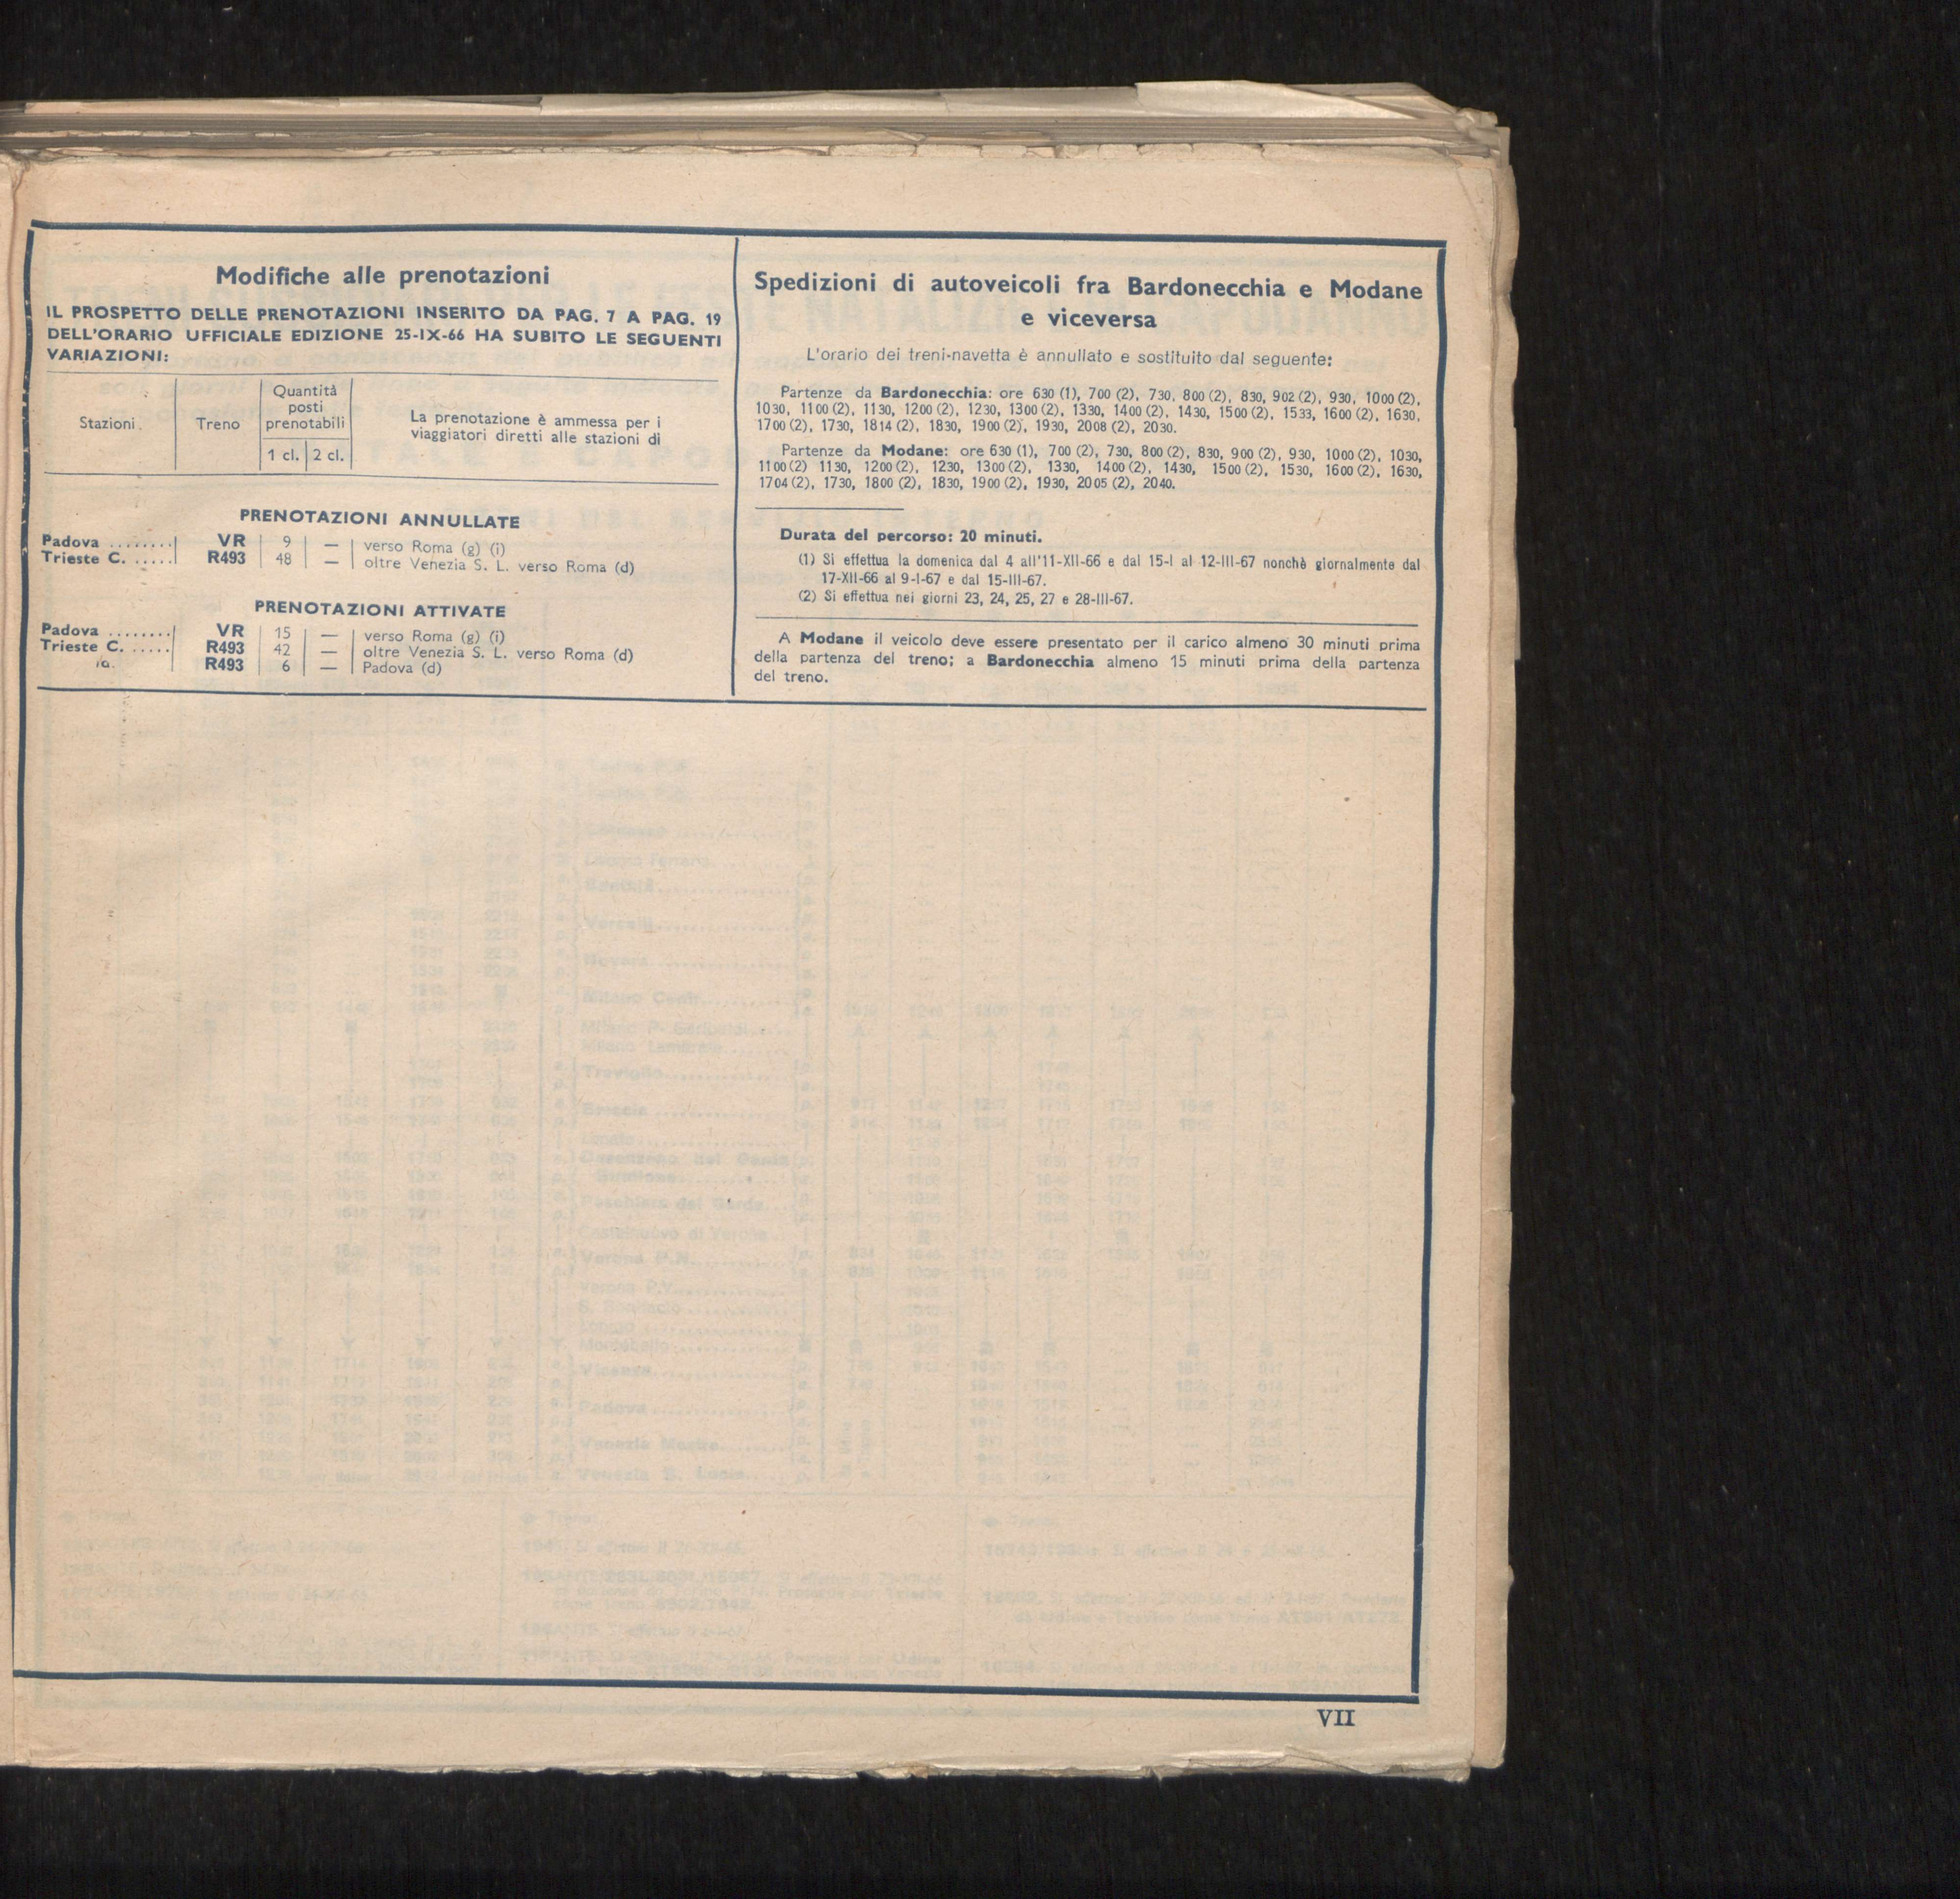 Modifiche alle prenotazioni
IL PROSPETTO DELLE PRENOTAZIONI INSERITO DA PAG. 7 A PAG. 19
DELL'ORARIO UFFICIALE EDIZIONE 25-IX-66 HA SUBITO LE SEGUENTI
VARIAZIONI:
Stazioni
Treno
Quantità
posti
prenotabili
1 cl. 2 cl.
La prenotazione è ammessa per i
viaggiatori diretti alle stazioni di
PRENOTAZIONI ANNULLATE
Padova ........ VR 9 — verso Roma (g) (i)
Trieste C. ..... R493 48 — oltre Venezia S. L. verso Roma (d)
PRENOTAZIONI ATTIVATE
Padova ........ VR 15 — verso Roma (g) (i)
Trieste C. ..... R493 42 — oltre Venezia S. L. verso Roma (d)
R493 6 — Padova (d)
Spedizioni di autoveicoli fra Bardonecchia e Modane
e viceversa
L'orario dei treni-navetta è annullato e sostituito dal seguente:
Partenze da Bardonecchia: ore 630 (1), 700 (2), 730, 800 (2), 830, 902 (2), 930, 1000 (2),
1030, 1100 (2), 1130, 1200 (2), 1230, 1300 (2), 1330, 1400 (2), 1430, 1500 (2), 1533, 1600 (2), 1630,
1700 (2), 1730, 1814 (2), 1830, 1900 (2), 1930, 2008 (2), 2030.
Partenze da Modane: ore 630 (1), 700 (2), 730, 800 (2), 830, 900 (2), 930, 1000 (2), 1030,
1100 (2) 1130, 1200 (2), 1230, 1300 (2), 1330, 1400 (2), 1430, 1500 (2), 1530, 1600 (2), 1630,
1704 (2), 1730, 1800 (2), 1830, 1900 (2), 1930, 2005 (2), 2040.
Durata del percorso: 20 minuti.
(1) Si effettua la domenica dal 4 all'11-XII-66 e dal 15-I al 12-III-67 nonchè giornalmente dal
17-XII-66 al 9-I-67 e dal 15-III-67.
(2) Si effettua nei giorni 23, 24, 25, 27 e 28-III-67.
A Modane il veicolo deve essere presentato per il carico almeno 30 minuti prima
della partenza del treno; a Bardonecchia almeno 15 minuti prima della partenza
del treno.
VII